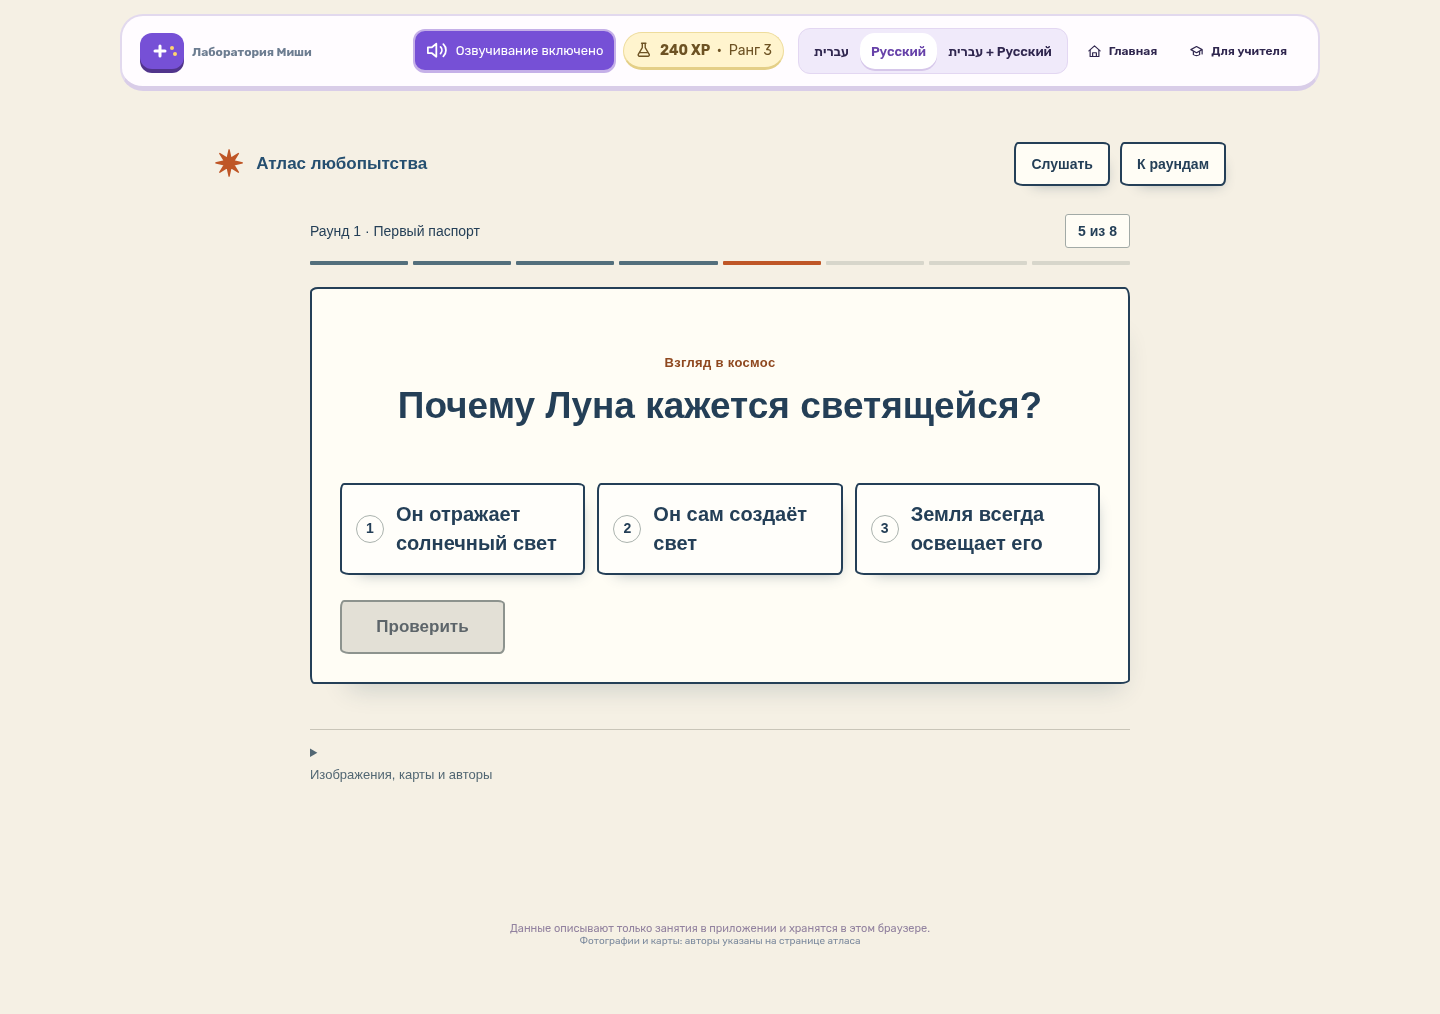 Лаборатория Миши
Озвучивание включено
240 XP • Ранг 3
עברית
Русский
עברית + Русский
Главная
Для учителя
Атлас любопытства
Слушать
К раундам
Раунд 1 · Первый паспорт
5 из 8
Взгляд в космос
Почему Луна кажется светящейся?
1
Он отражает
солнечный свет
2
Он сам создаёт
свет
3
Земля всегда
освещает его
Проверить
Изображения, карты и авторы
Данные описывают только занятия в приложении и хранятся в этом браузере.
Фотографии и карты: авторы указаны на странице атласа